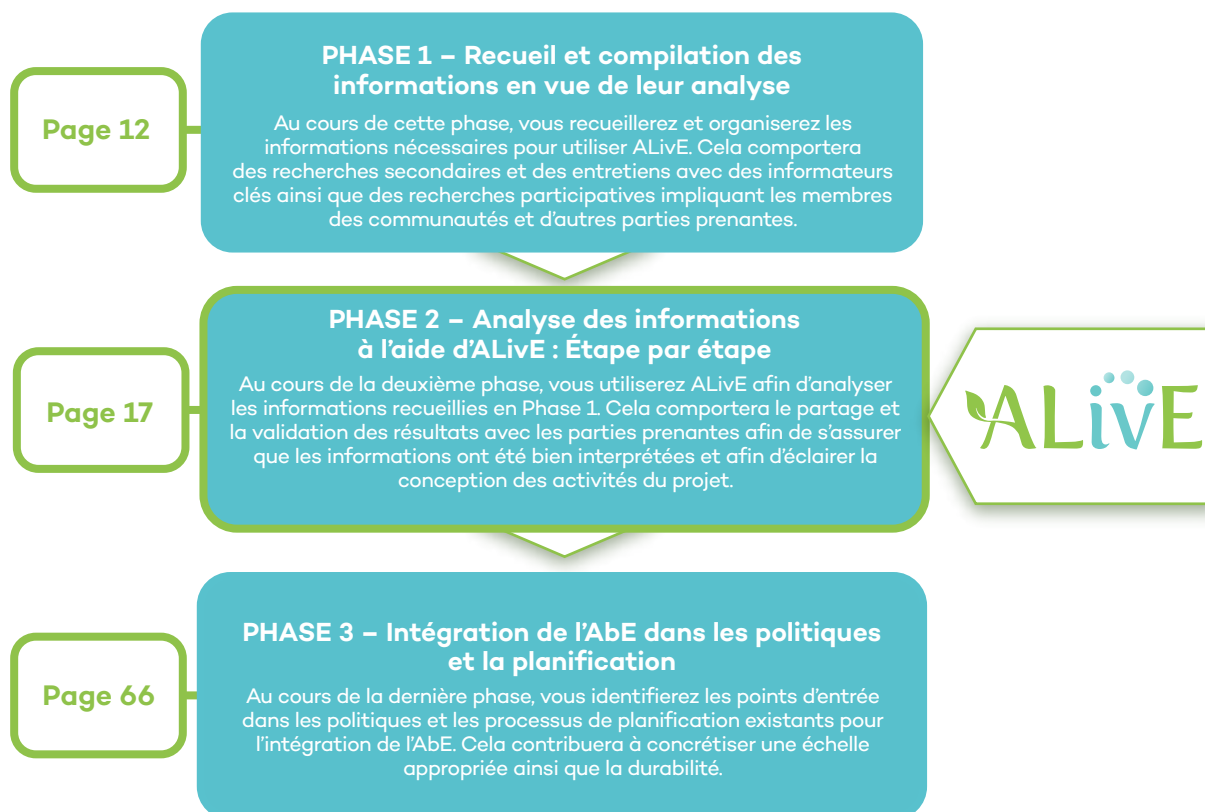 PHASE 1 – Recueil et compilation des
informations en vue de leur analyse
Page 12
Au cours de cette phase, vous recueillerez et organiserez les
informations nécessaires pour utiliser ALivE. Cela comportera
des recherches secondaires et des entretiens avec des informateurs
clés ainsi que des recherches participatives impliquant les membres
des communautés et d’autres parties prenantes.
PHASE 2 – Analyse des informations
à l’aide d’ALivE : Étape par étape
Page 17
Au cours de la deuxième phase, vous utiliserez ALivE afin d’analyser
les informations recueillies en Phase 1. Cela comportera le partage et
la validation des résultats avec les parties prenantes afin de s’assurer
que les informations ont été bien interprétées et afin d’éclairer la
conception des activités du projet.
ALivE
PHASE 3 – Intégration de l’AbE dans les politiques
et la planification
Page 66
Au cours de la dernière phase, vous identifierez les points d’entrée
dans les politiques et les processus de planification existants pour
l’intégration de l’AbE. Cela contribuera à concrétiser une échelle
appropriée ainsi que la durabilité.